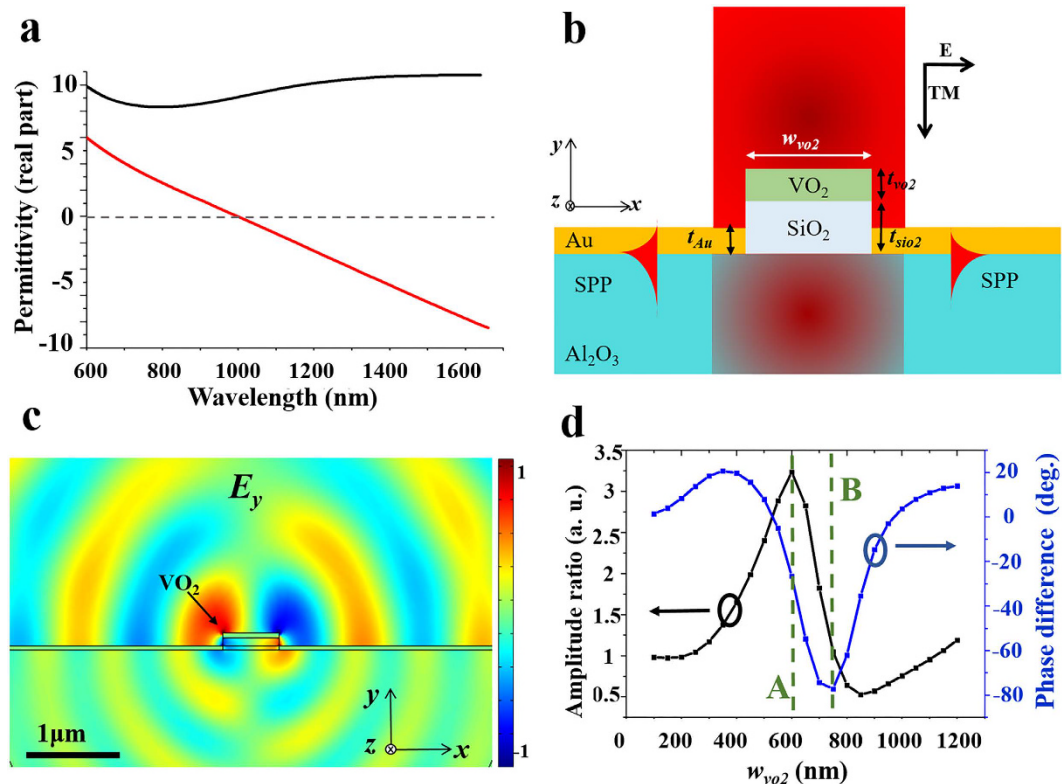 a
Permittivity (real part)
10
5
0
-5
-10
600
800
1000
1200
1400
1600
Wavelength (nm)
b
E
TM
y
z
x
w_vo2
VO₂
t_vo2
Au
t_Au
SiO₂
t_sio2
SPP
SPP
Al₂O₃
c
E_y
VO₂
y
z
x
1μm
1
-1
d
Amplitude ratio (a. u.)
3.5
3
2.5
2
1.5
1
0.5
A
B
20
0
-20
-40
-60
-80
Phase difference (deg.)
0
200
400
600
800
1000
1200
w_vo2 (nm)